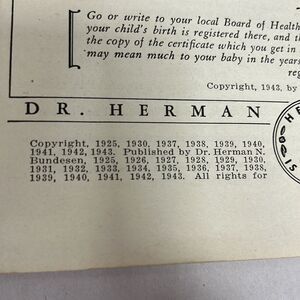 Go or write to your local Board of Health
your child's birth is registered there, and th
the copy of the certificate which you get in
may mean much to your baby in the years
reg
Copyright, 1943, by
DR. HERMAN
Copyright, 1925, 1930, 1937, 1938, 1939, 1940,
1941, 1942, 1943. Published by Dr. Herman N.
Bundesen, 1925, 1926, 1927, 1928, 1929, 1930,
1931, 1932, 1933, 1934, 1935, 1936, 1937, 1938,
1939, 1940, 1941, 1942, 1943. All rights for